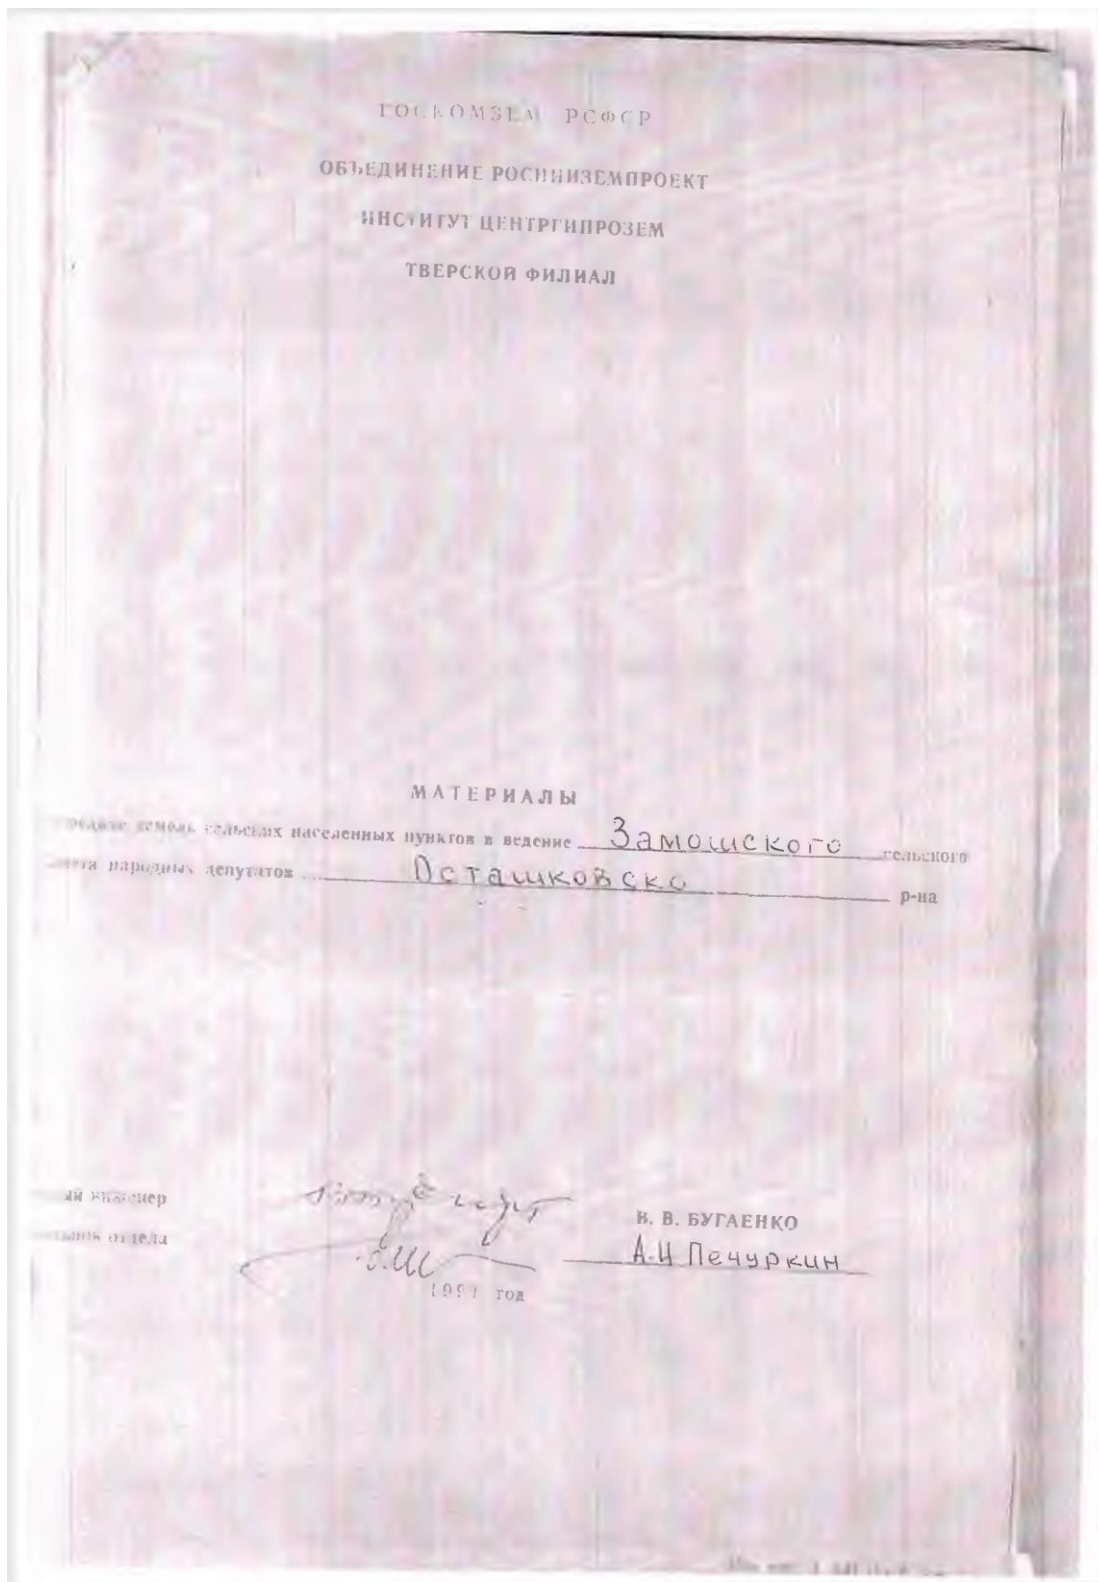 ГОСКОМЗЕМ РСФСР
ОБЪЕДИНЕНИЕ РОСНИИЗЕМПРОЕКТ
ИНСТИТУТ ЦЕНТРГИПРОЗЕМ
ТВЕРСКОЙ ФИЛИАЛ
МАТЕРИАЛЫ
земель сельских населенных пунктов в ведение Замошского сельского
народных депутатов Осташковско р-на
инженер
В. В. БУГАЕНКО
отдела
А.И Печуркин
год